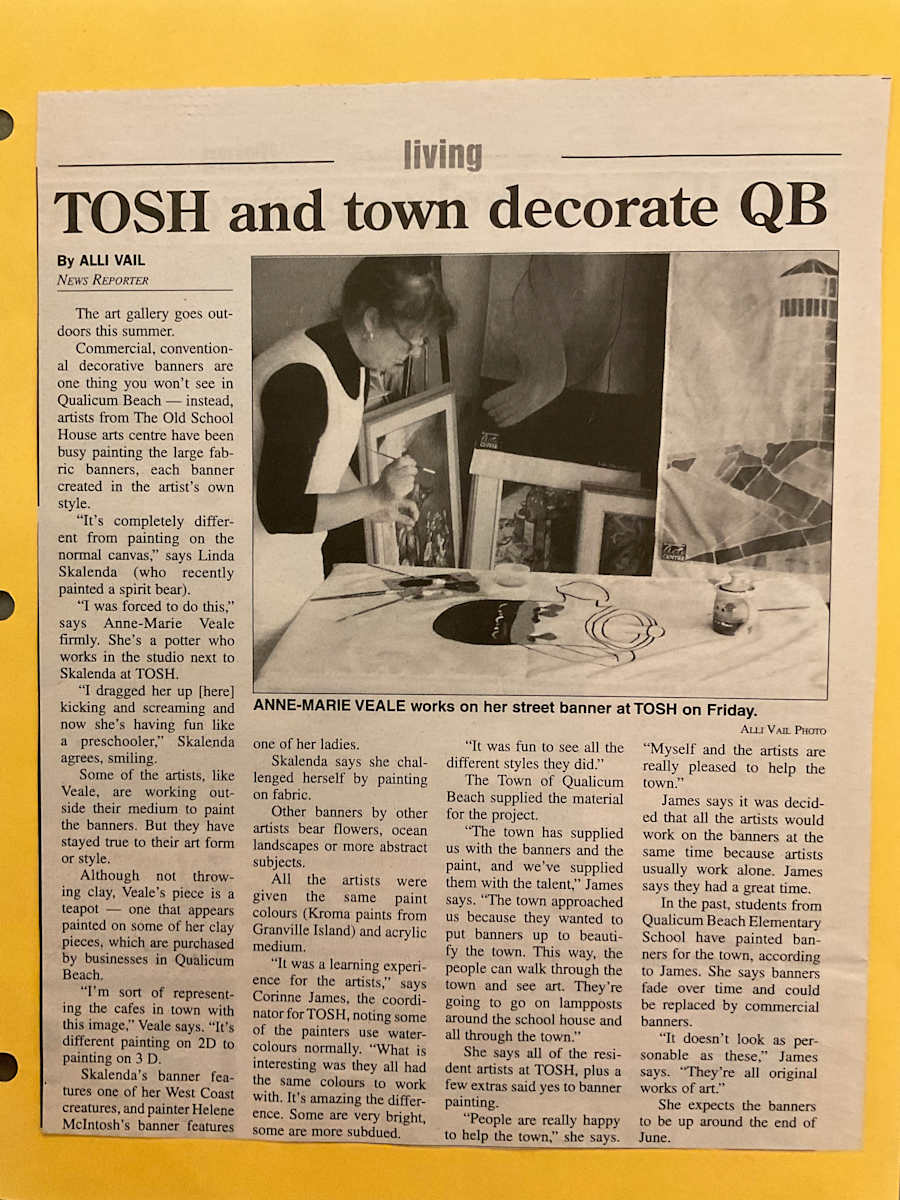 living
TOSH and town decorate QB
By ALLI VAIL
NEWS REPORTER
The art gallery goes out-
doors this summer.
Commercial, convention-
al decorative banners are
one thing you won't see in
Qualicum Beach — instead,
artists from The Old School
House arts centre have been
busy painting the large fab-
ric banners, each banner
created in the artist's own
style.
"It's completely differ-
ent from painting on the
normal canvas," says Linda
Skalenda (who recently
painted a spirit bear).
"I was forced to do this,"
says Anne-Marie Veale
firmly. She's a potter who
works in the studio next to
Skalenda at TOSH.
"I dragged her up [here]
kicking and screaming and
now she's having fun like
a preschooler," Skalenda
agrees, smiling.
Some of the artists, like
Veale, are working out-
side their medium to paint
the banners. But they have
stayed true to their art form
or style.
Although not throw-
ing clay, Veale's piece is a
teapot — one that appears
painted on some of her clay
pieces, which are purchased
by businesses in Qualicum
Beach.
"I'm sort of represent-
ing the cafes in town with
this image," Veale says. "It's
different painting on 2D to
painting on 3 D.
Skalenda's banner fea-
tures one of her West Coast
creatures, and painter Helene
McIntosh's banner features
ANNE-MARIE VEALE works on her street banner at TOSH on Friday.
ALLI VAIL PHOTO
one of her ladies.
Skalenda says she chal-
lenged herself by painting
on fabric.
Other banners by other
artists bear flowers, ocean
landscapes or more abstract
subjects.
All the artists were
given the same paint
colours (Kroma paints from
Granville Island) and acrylic
medium.
"It was a learning experi-
ence for the artists," says
Corinne James, the coordi-
nator for TOSH, noting some
of the painters use water-
colours normally. "What is
interesting was they all had
the same colours to work
with. It's amazing the differ-
ence. Some are very bright,
some are more subdued.
"It was fun to see all the
different styles they did."
The Town of Qualicum
Beach supplied the material
for the project.
"The town has supplied
us with the banners and the
paint, and we've supplied
them with the talent," James
says. "The town approached
us because they wanted to
put banners up to beauti-
fy the town. This way, the
people can walk through the
town and see art. They're
going to go on lampposts
around the school house and
all through the town."
She says all of the resi-
dent artists at TOSH, plus a
few extras said yes to banner
painting.
"People are really happy
to help the town," she says.
"Myself and the artists are
really pleased to help the
town."
James says it was decid-
ed that all the artists would
work on the banners at the
same time because artists
usually work alone. James
says they had a great time.
In the past, students from
Qualicum Beach Elementary
School have painted ban-
ners for the town, according
to James. She says banners
fade over time and could
be replaced by commercial
banners.
"It doesn't look as per-
sonable as these," James
says. "They're all original
works of art."
She expects the banners
to be up around the end of
June.